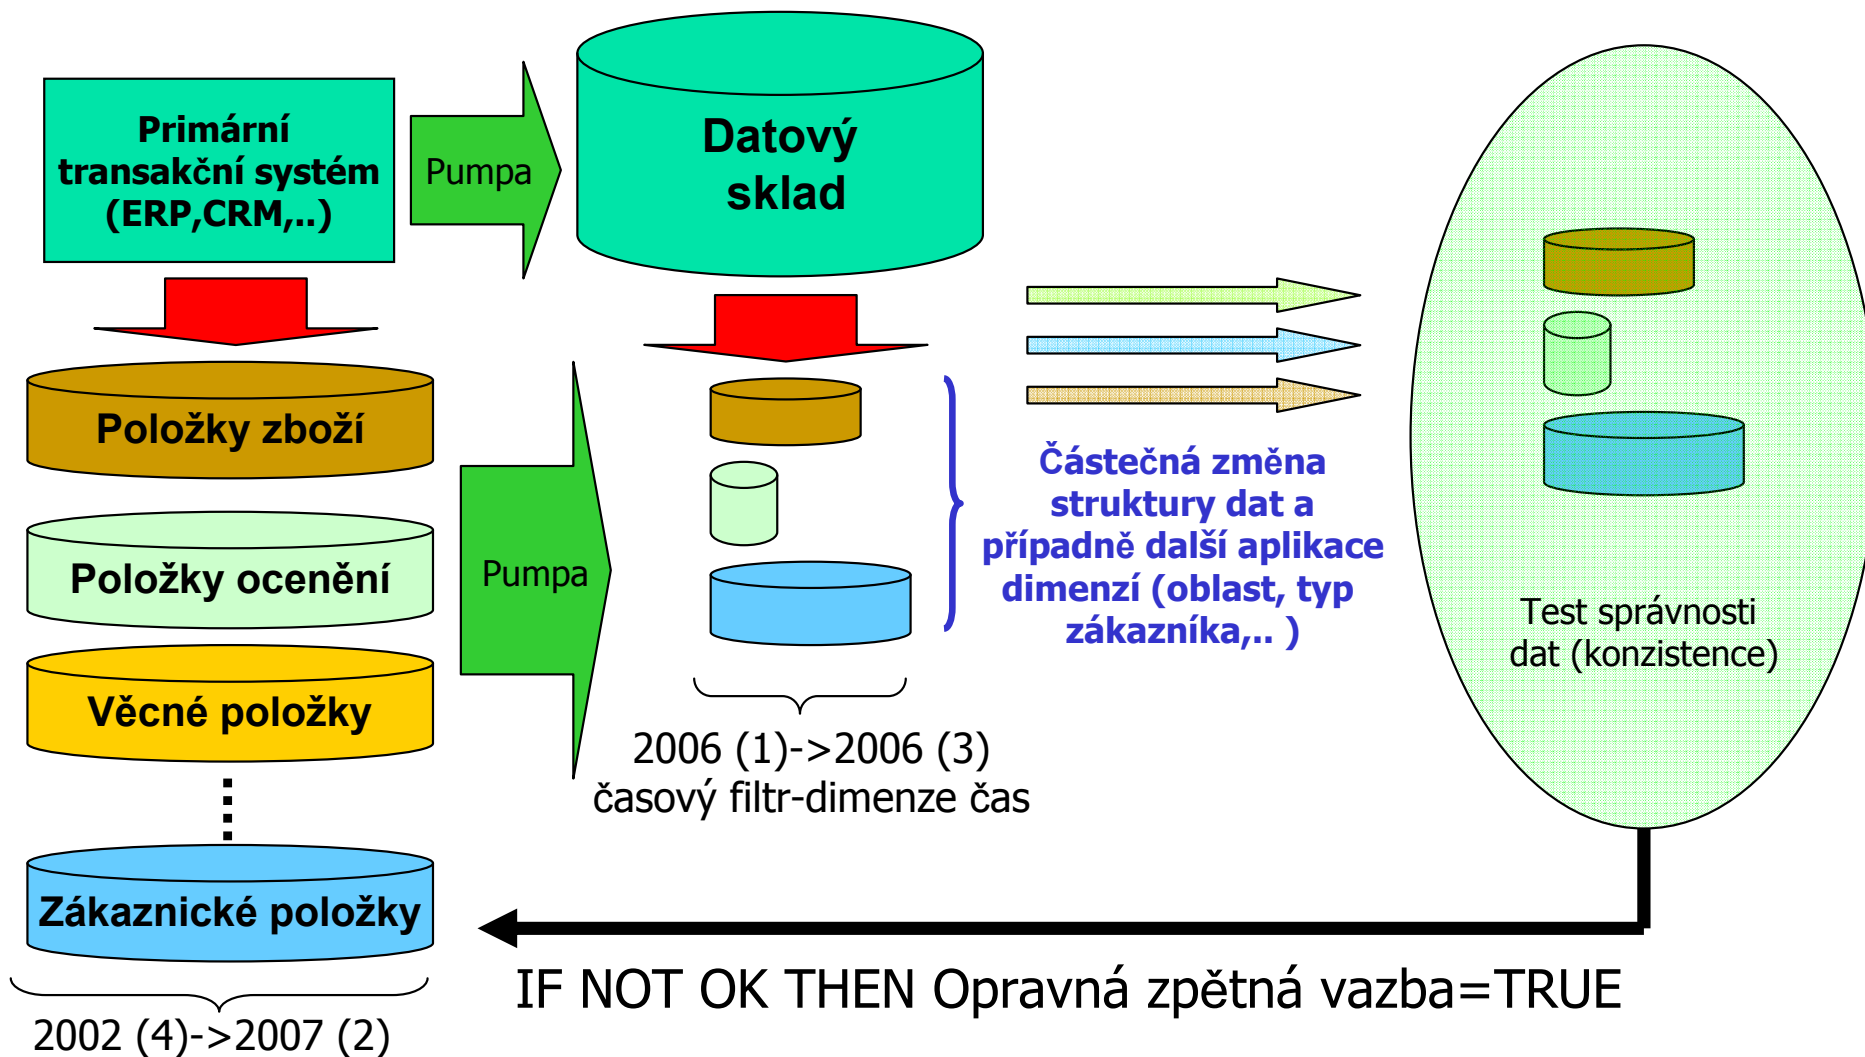 Primární
transakční systém
(ERP,CRM,..)
Pumpa
Datový
sklad
Položky zboží
Položky ocenění
Věcné položky
Zákaznické položky
2002 (4)->2007 (2)
Pumpa
2006 (1)->2006 (3)
časový filtr-dimenze čas
Částečná změna
struktury dat a
případně další aplikace
dimenzí (oblast, typ
zákazníka,.. )
Test správnosti
dat (konzistence)
IF NOT OK THEN Opravná zpětná vazba=TRUE